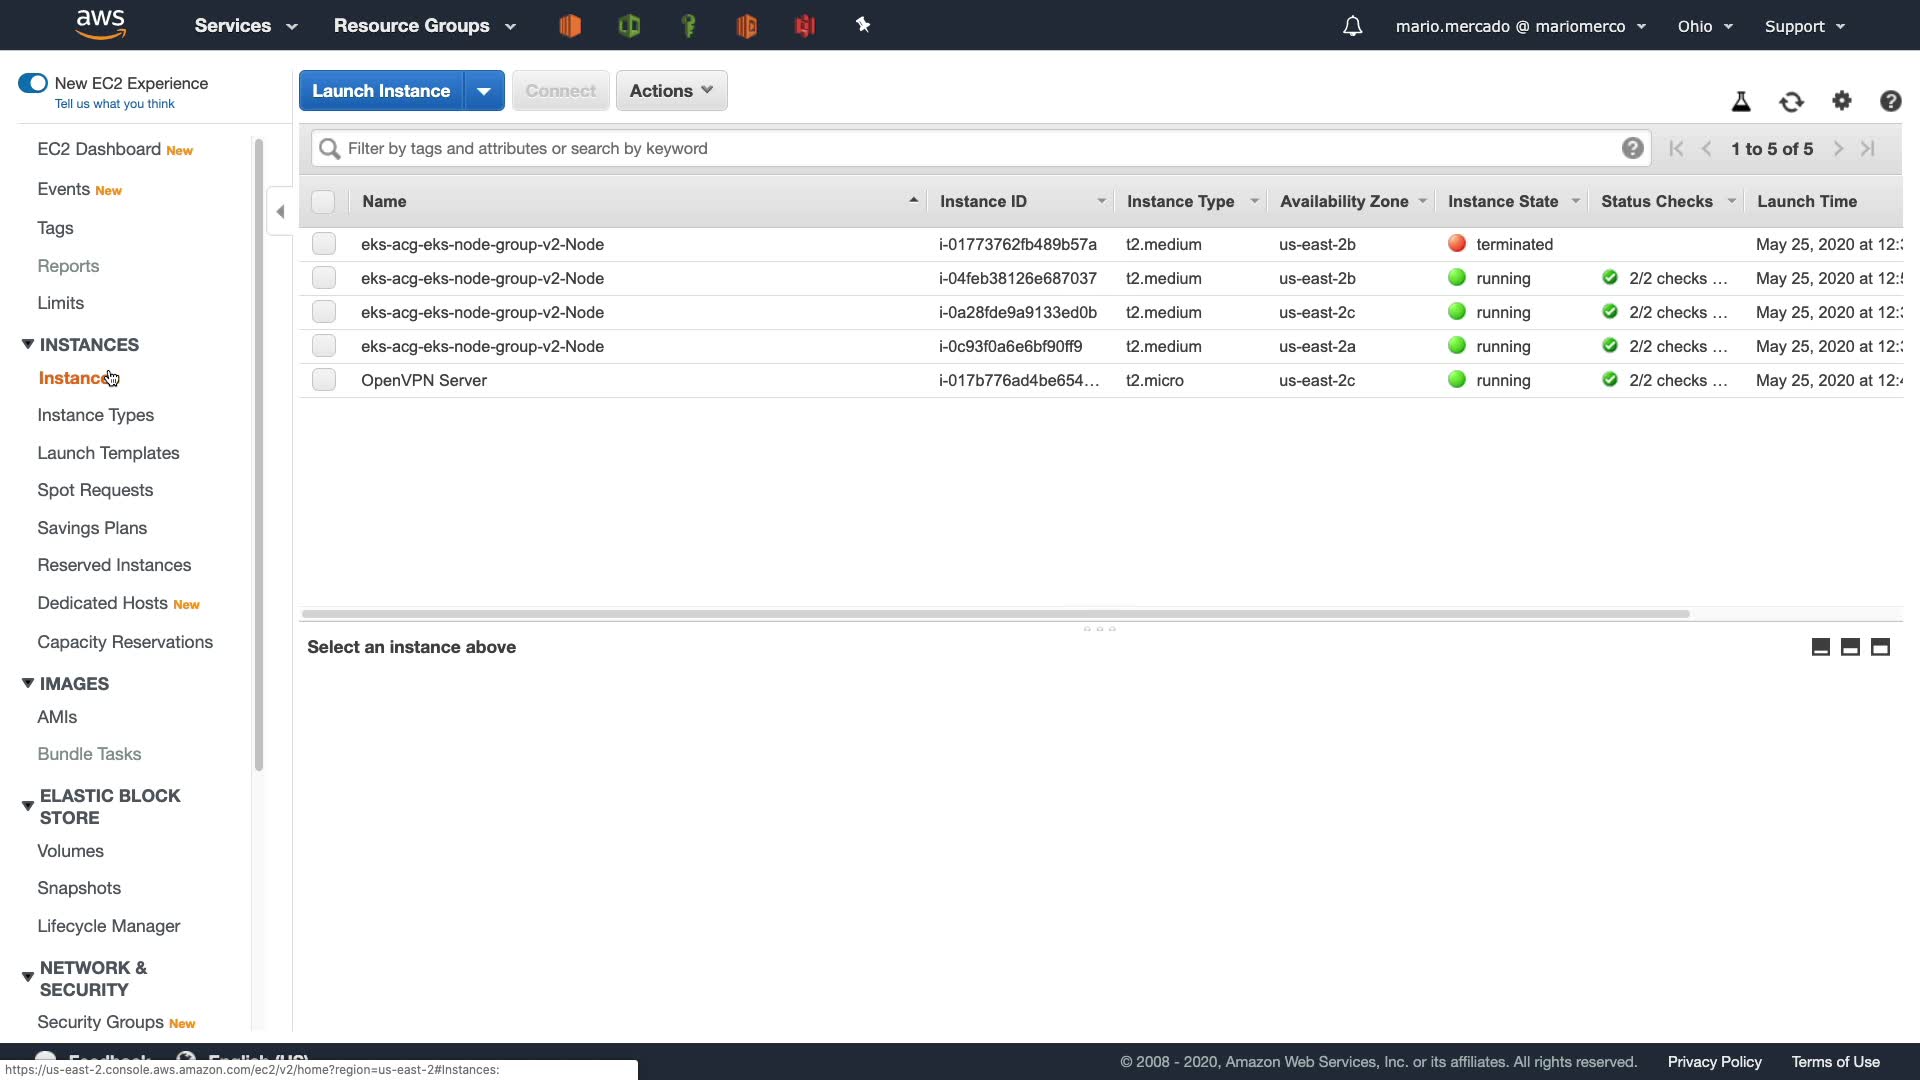 aws Services Resource Groups mario.mercado @ mariomerco Ohio Support
New EC2 Experience
Tell us what you think
Launch Instance Connect Actions
Filter by tags and attributes or search by keyword 1 to 5 of 5
EC2 Dashboard New
Events New
Tags
Reports
Limits
INSTANCES
Instances
Instance Types
Launch Templates
Spot Requests
Savings Plans
Reserved Instances
Dedicated Hosts New
Capacity Reservations
IMAGES
AMIs
Bundle Tasks
ELASTIC BLOCK
STORE
Volumes
Snapshots
Lifecycle Manager
NETWORK &
SECURITY
Security Groups New
Name Instance ID Instance Type Availability Zone Instance State Status Checks Launch Time
eks-acg-eks-node-group-v2-Node i-01773762fb489b57a t2.medium us-east-2b terminated May 25, 2020 at 12:
eks-acg-eks-node-group-v2-Node i-04feb38126e687037 t2.medium us-east-2b running 2/2 checks ... May 25, 2020 at 12:
eks-acg-eks-node-group-v2-Node i-0a28fde9a9133ed0b t2.medium us-east-2c running 2/2 checks ... May 25, 2020 at 12:
eks-acg-eks-node-group-v2-Node i-0c93f0a6e6bf90ff9 t2.medium us-east-2a running 2/2 checks ... May 25, 2020 at 12:
OpenVPN Server i-017b776ad4be654... t2.micro us-east-2c running 2/2 checks ... May 25, 2020 at 12:
Select an instance above
Feedback English (US)
https://us-east-2.console.aws.amazon.com/ec2/v2/home?region=us-east-2#Instances:
© 2008 - 2020, Amazon Web Services, Inc. or its affiliates. All rights reserved. Privacy Policy Terms of Use